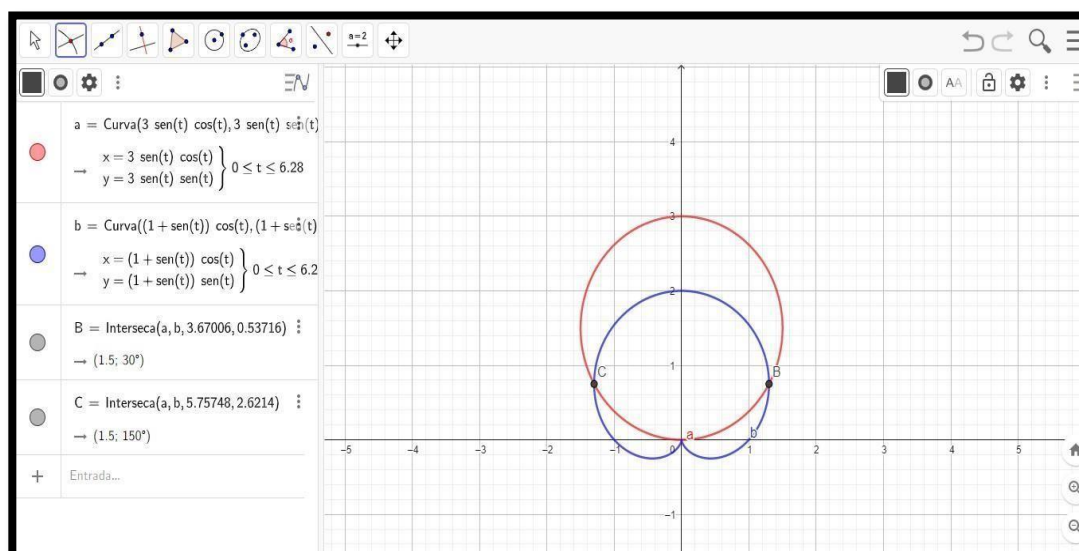 a=2
AA
a = Curva(3 sen(t) cos(t), 3 sen(t) sen(t)
→ x = 3 sen(t) cos(t)
y = 3 sen(t) sen(t) } 0 ≤ t ≤ 6.28
b = Curva((1 + sen(t)) cos(t), (1 + sen(t)
→ x = (1 + sen(t)) cos(t)
y = (1 + sen(t)) sen(t) } 0 ≤ t ≤ 6.2
B = Interseca(a, b, 3.67006, 0.53716)
→ (1.5; 30°)
C = Interseca(a, b, 5.75748, 2.6214)
→ (1.5; 150°)
+ Entrada...
4
3
2
1
C
B
a
b
-5 -4 -3 -2 -1 0 1 2 3 4 5
-1